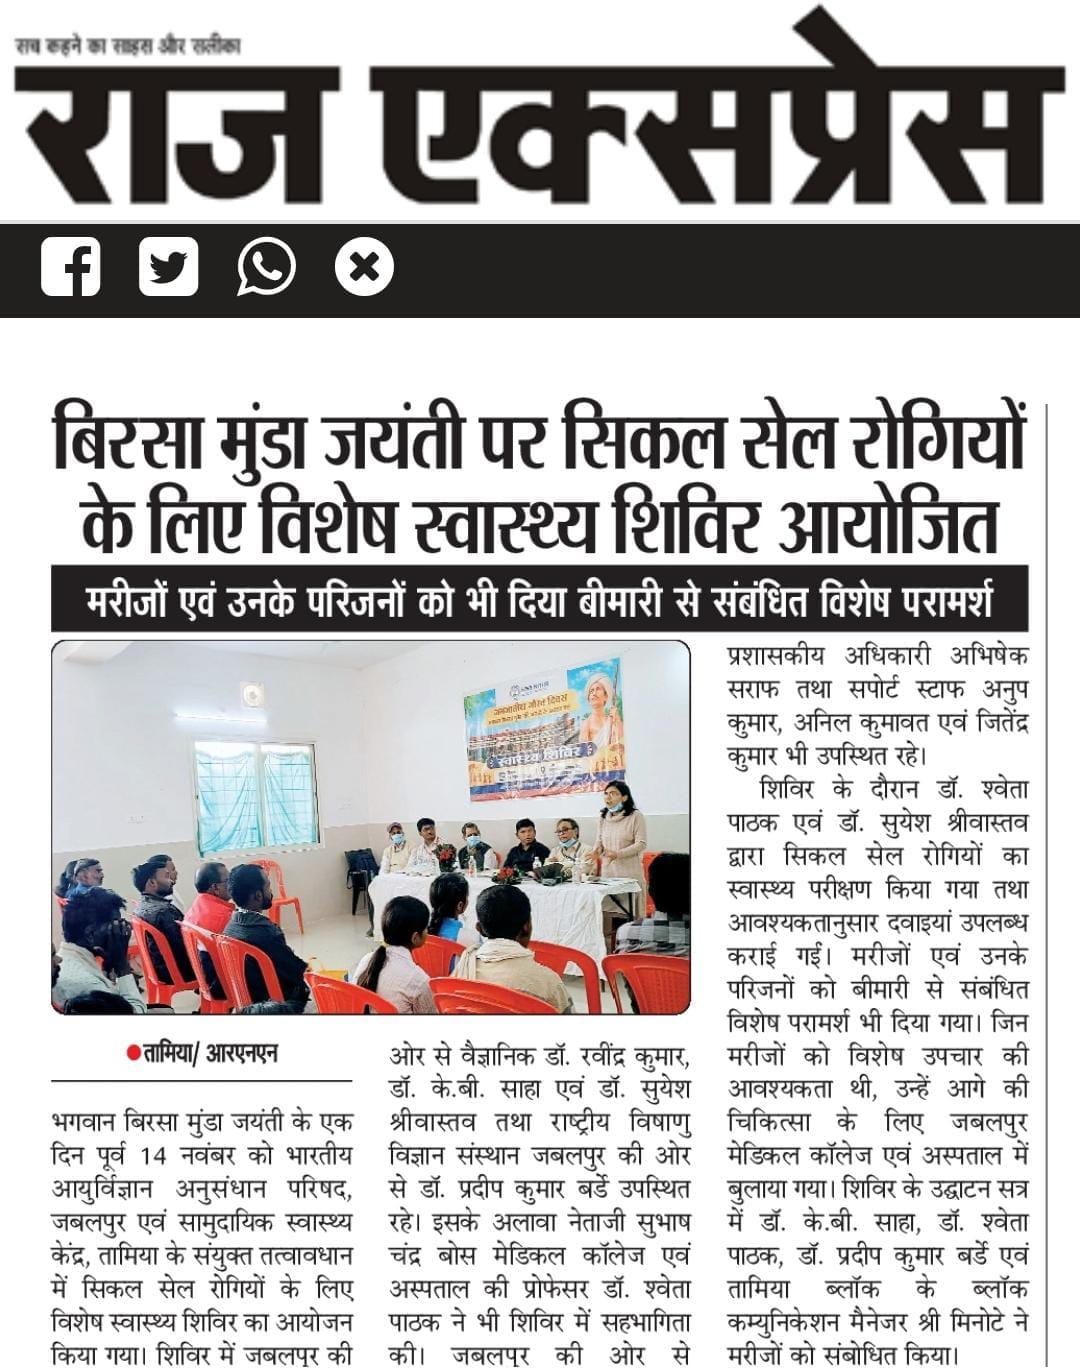 सच कहने का साहस और सलीका
राज एक्सप्रेस
बिरसा मुंडा जयंती पर सिकल सेल रोगियों
के लिए विशेष स्वास्थ्य शिविर आयोजित
मरीजों एवं उनके परिजनों को भी दिया बीमारी से संबंधित विशेष परामर्श
जनजातीय गौरव दिवस
स्वास्थ्य शिविर
तामिया/ आरएनएन
भगवान बिरसा मुंडा जयंती के एक
दिन पूर्व 14 नवंबर को भारतीय
आयुर्विज्ञान अनुसंधान परिषद,
जबलपुर एवं सामुदायिक स्वास्थ्य
केंद्र, तामिया के संयुक्त तत्वावधान
में सिकल सेल रोगियों के लिए
विशेष स्वास्थ्य शिविर का आयोजन
किया गया। शिविर में जबलपुर की
ओर से वैज्ञानिक डॉ. रवींद्र कुमार,
डॉ. के.बी. साहा एवं डॉ. सुयेश
श्रीवास्तव तथा राष्ट्रीय विषाणु
विज्ञान संस्थान जबलपुर की ओर
से डॉ. प्रदीप कुमार बर्डे उपस्थित
रहे। इसके अलावा नेताजी सुभाष
चंद्र बोस मेडिकल कॉलेज एवं
अस्पताल की प्रोफेसर डॉ. श्वेता
पाठक ने भी शिविर में सहभागिता
की। जबलपुर की ओर से
प्रशासकीय अधिकारी अभिषेक
सराफ तथा सपोर्ट स्टाफ अनुप
कुमार, अनिल कुमावत एवं जितेंद्र
कुमार भी उपस्थित रहे।
शिविर के दौरान डॉ. श्वेता
पाठक एवं डॉ. सुयेश श्रीवास्तव
द्वारा सिकल सेल रोगियों का
स्वास्थ्य परीक्षण किया गया तथा
आवश्यकतानुसार दवाइयां उपलब्ध
कराई गईं। मरीजों एवं उनके
परिजनों को बीमारी से संबंधित
विशेष परामर्श भी दिया गया। जिन
मरीजों को विशेष उपचार की
आवश्यकता थी, उन्हें आगे की
चिकित्सा के लिए जबलपुर
मेडिकल कॉलेज एवं अस्पताल में
बुलाया गया। शिविर के उद्घाटन सत्र
में डॉ. के.बी. साहा, डॉ. श्वेता
पाठक, डॉ. प्रदीप कुमार बर्डे एवं
तामिया ब्लॉक के ब्लॉक
कम्युनिकेशन मैनेजर श्री मिनोटे ने
मरीजों को संबोधित किया।